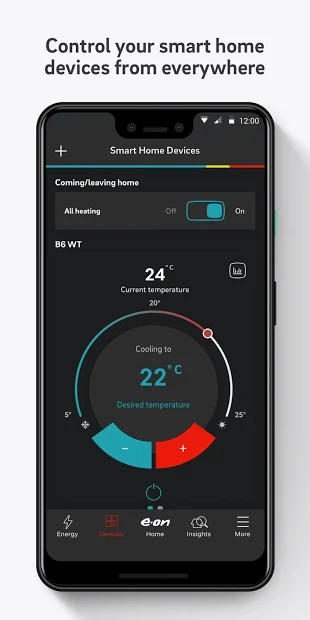 Control your smart home
devices from everywhere
12:00
+
Smart Home Devices
Coming/leaving home
All heating
Off
On
B6 WT
24°C
Current temperature
20°
Cooling to
22°C
5°
Desired temperature
25°
−
+
Energy
Devices
e·on
Home
Insights
More